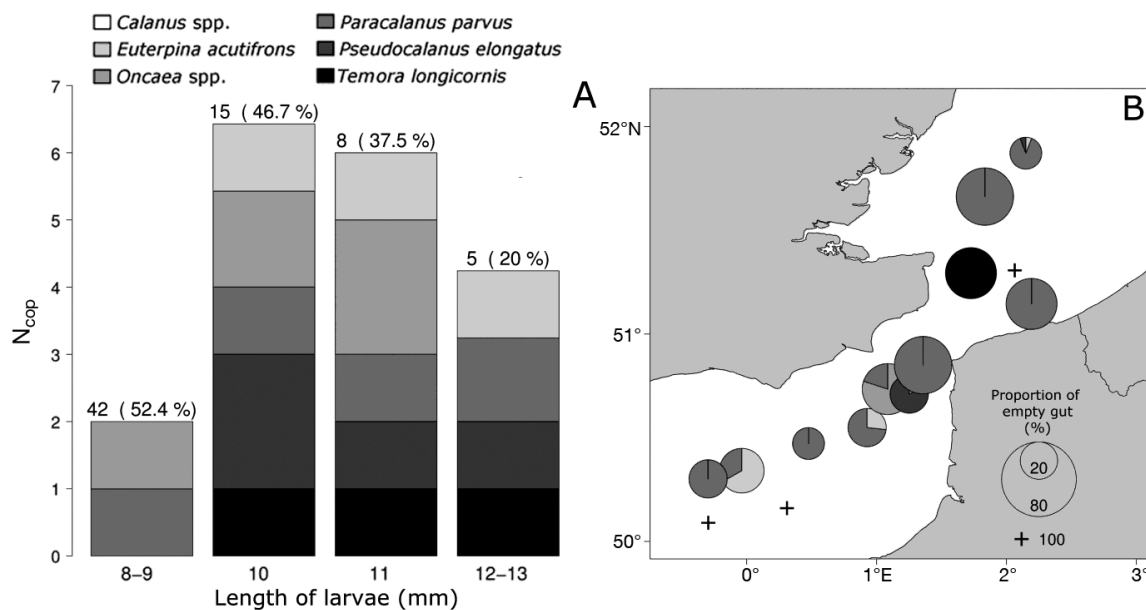 Calanus spp.
Euterpina acutifrons
Oncaea spp.
Paracalanus parvus
Pseudocalanus elongatus
Temora longicornis
A
7
6
5
4
3
2
1
0
Ncop
42 ( 52.4 %)
15 ( 46.7 %)
8 ( 37.5 %)
5 ( 20 %)
8–9
10
11
12–13
Length of larvae (mm)
B
52°N
51°
50°
0°
1°E
2°
3°
Proportion of
empty gut
(%)
20
80
100